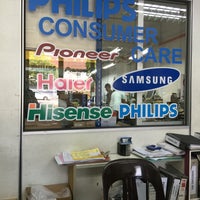 PHILIPS
CONSUMER
CARE
Pioneer
Haier
SAMSUNG
Hisense PHILIPS